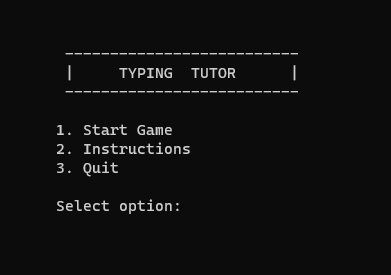 --------------------------
|     TYPING  TUTOR      |
--------------------------
1. Start Game
2. Instructions
3. Quit
Select option: